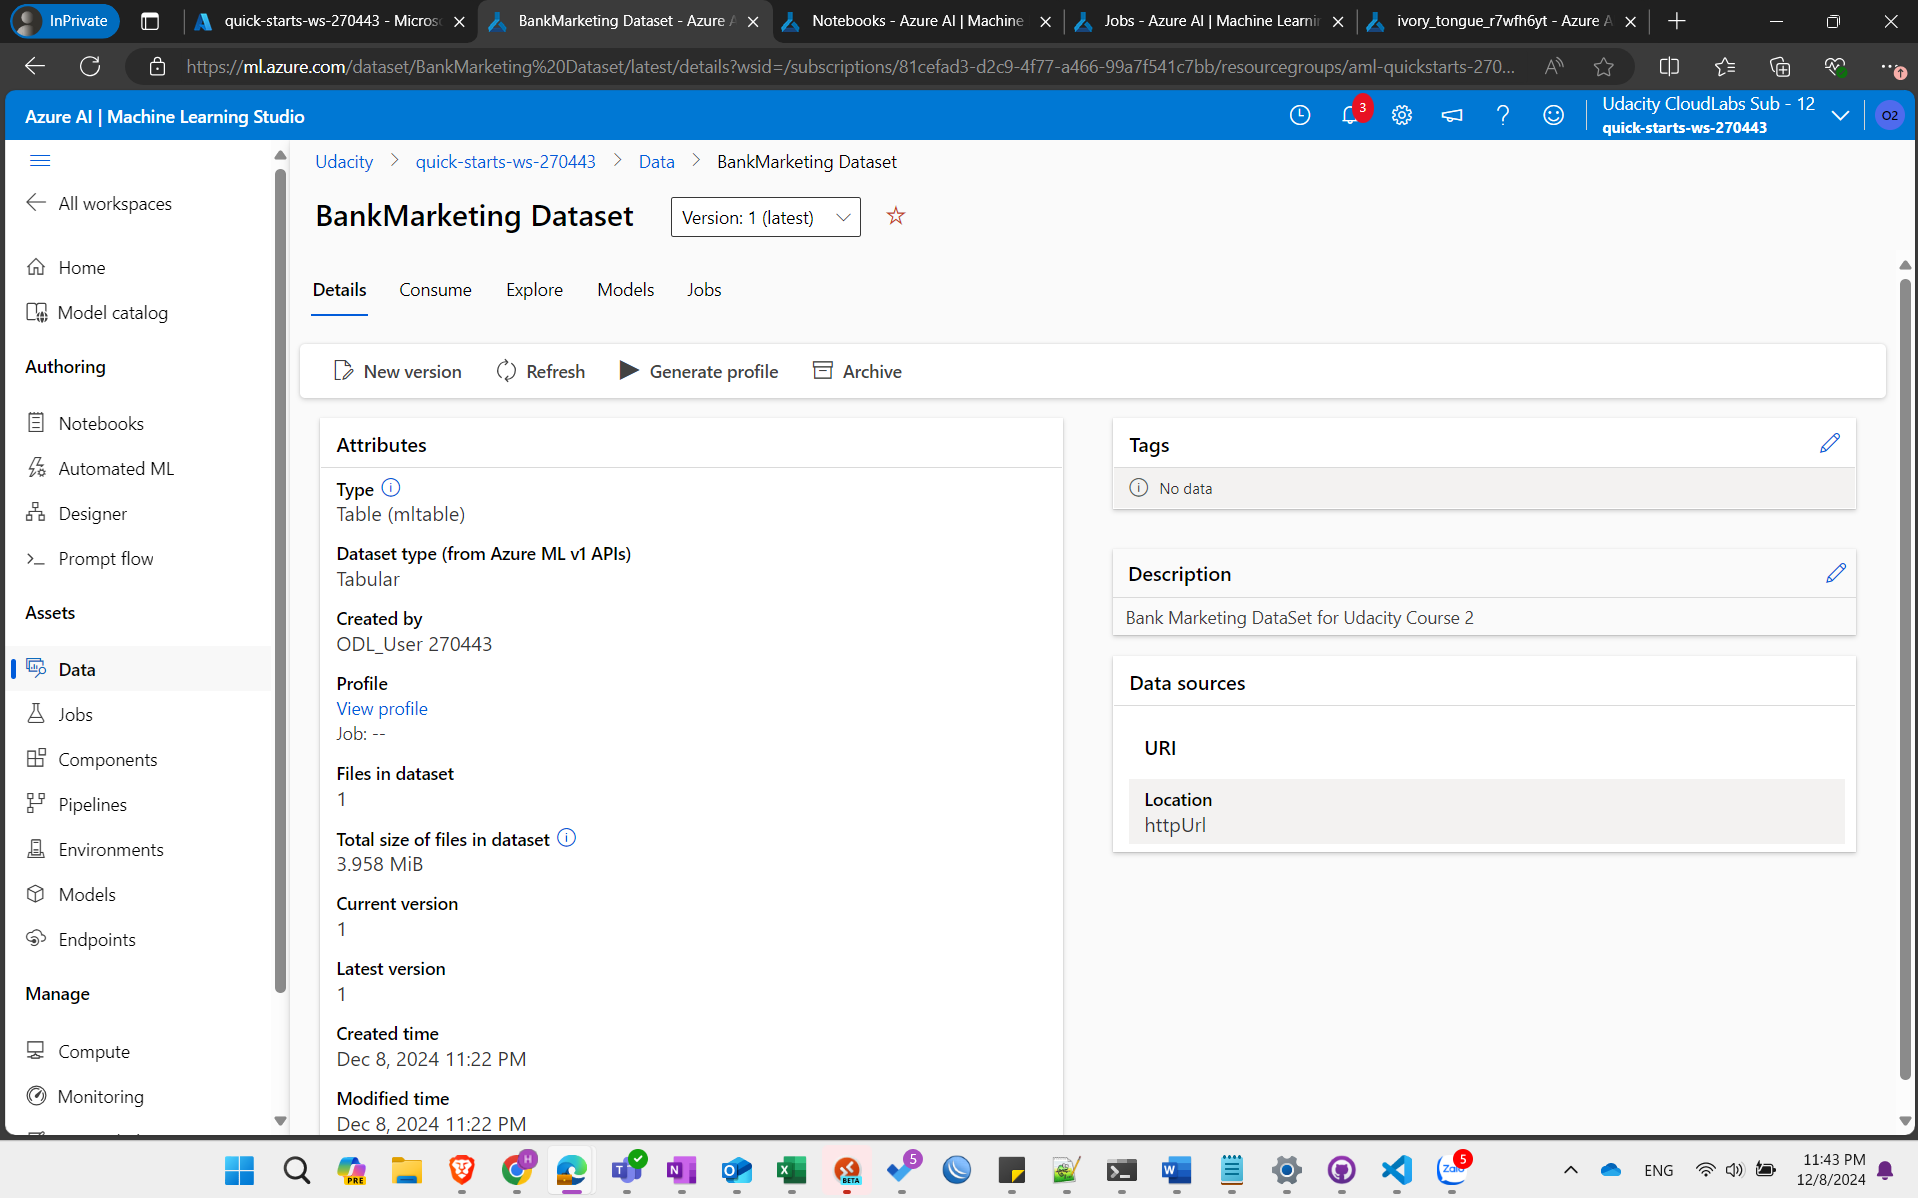 InPrivate
quick-starts-ws-270443 - Microso
BankMarketing Dataset - Azure A
Notebooks - Azure AI | Machine
Jobs - Azure AI | Machine Learnin
ivory_tongue_r7wfh6yt - Azure A
https://ml.azure.com/dataset/BankMarketing%20Dataset/latest/details?wsid=/subscriptions/81cefad3-d2c9-4f77-a466-99a7f541c7bb/resourcegroups/aml-quickstarts-270...
Azure AI | Machine Learning Studio
3
Udacity CloudLabs Sub - 12
quick-starts-ws-270443
O2
All workspaces
Home
Model catalog
Authoring
Notebooks
Automated ML
Designer
Prompt flow
Assets
Data
Jobs
Components
Pipelines
Environments
Models
Endpoints
Manage
Compute
Monitoring
Udacity > quick-starts-ws-270443 > Data > BankMarketing Dataset
BankMarketing Dataset
Version: 1 (latest)
Details Consume Explore Models Jobs
New version Refresh Generate profile Archive
Attributes
Type
Table (mltable)
Dataset type (from Azure ML v1 APIs)
Tabular
Created by
ODL_User 270443
Profile
View profile
Job: --
Files in dataset
1
Total size of files in dataset
3.958 MiB
Current version
1
Latest version
1
Created time
Dec 8, 2024 11:22 PM
Modified time
Dec 8, 2024 11:22 PM
Tags
No data
Description
Bank Marketing DataSet for Udacity Course 2
Data sources
URI
Location
httpUrl
PRE
H
BETA
5
Zalo
5
ENG
11:43 PM
12/8/2024